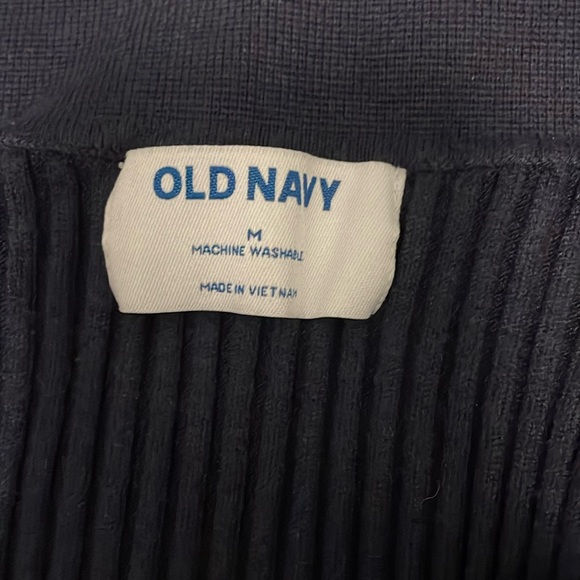 OLD NAVY
M
MACHINE WASHABLE
MADE IN VIETNAM